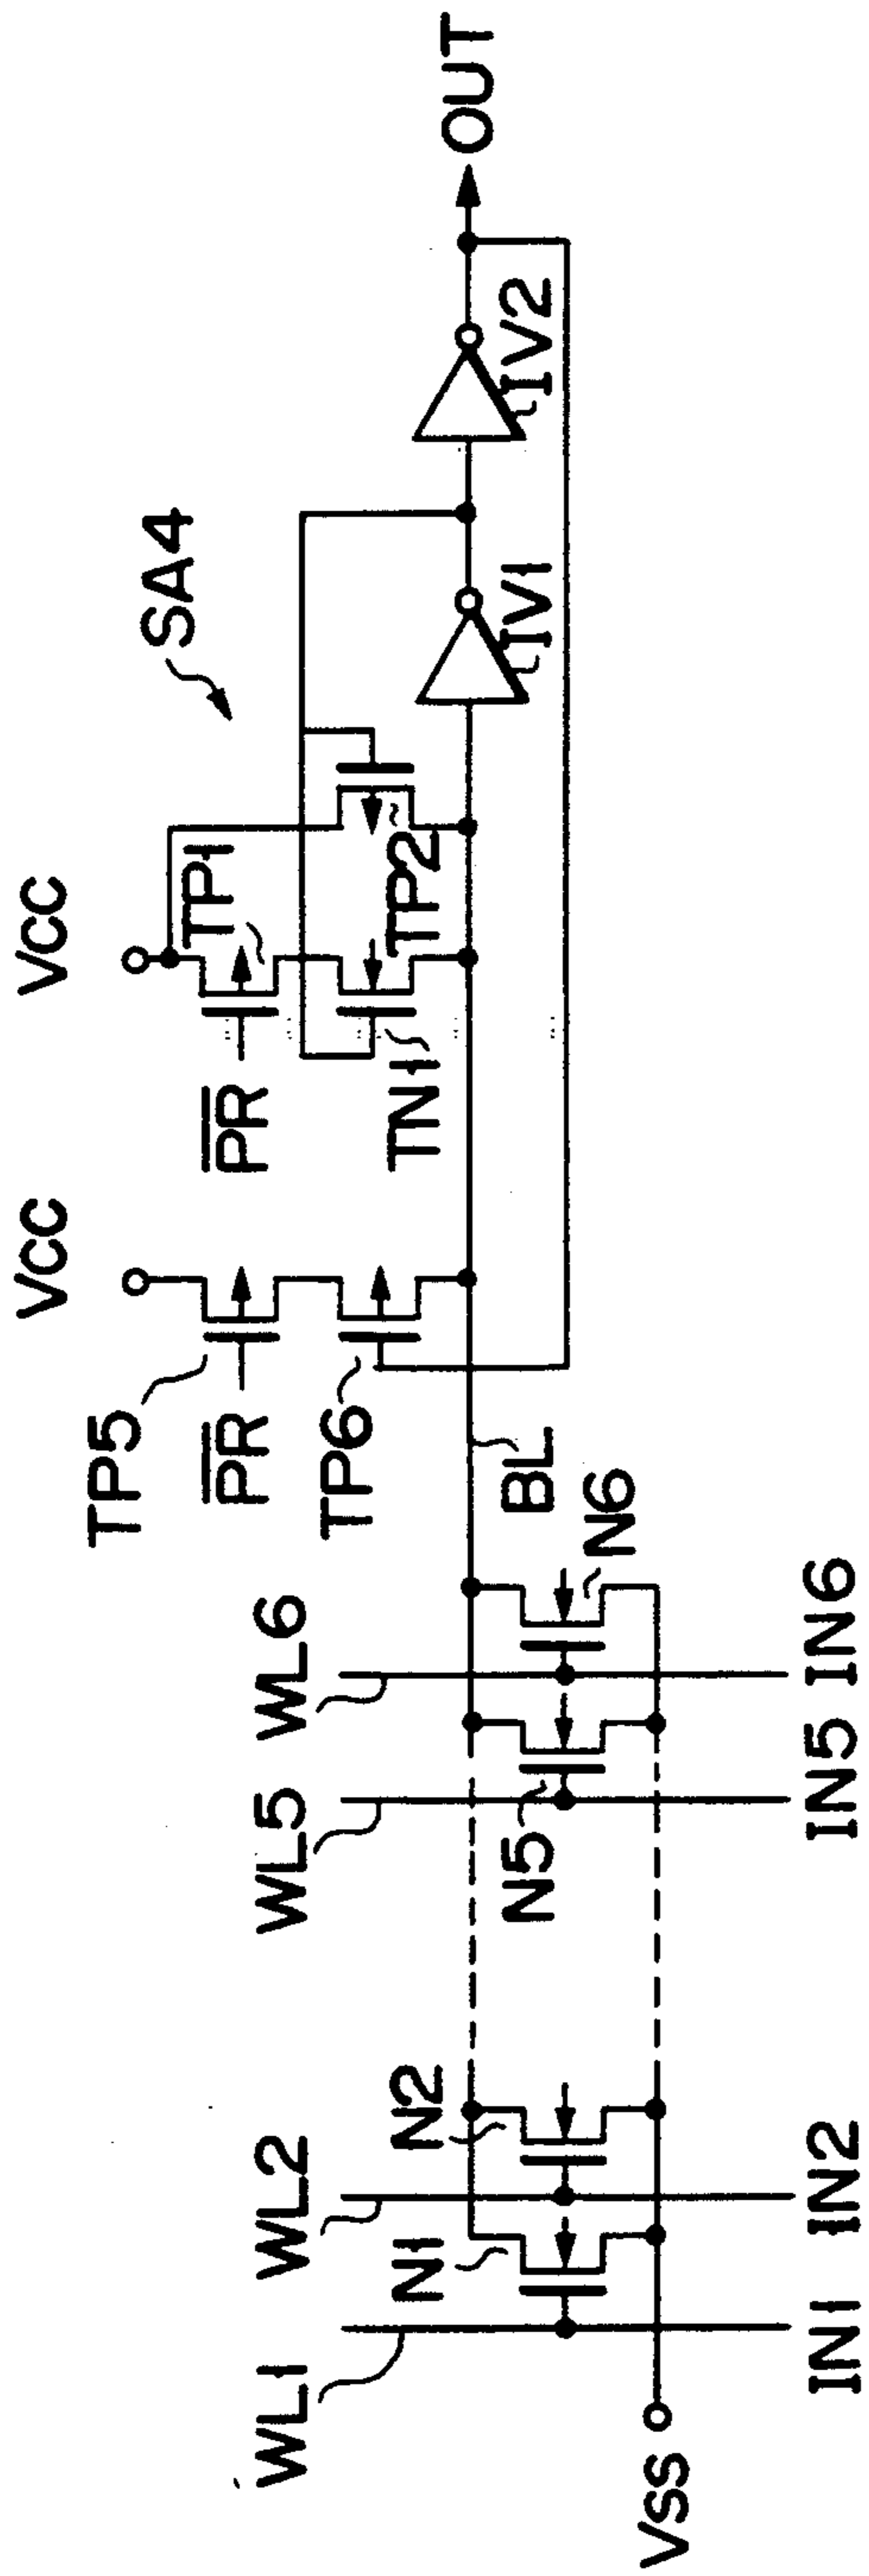 VCC
VCC
SA4
TP5
PR
TP6
PR
TP1
TN1
TP2
OUT
IV1
IV2
BL
WL1
WL2
WL5
WL6
N1
N2
N5
N6
VSS
IN1
IN2
IN5
IN6